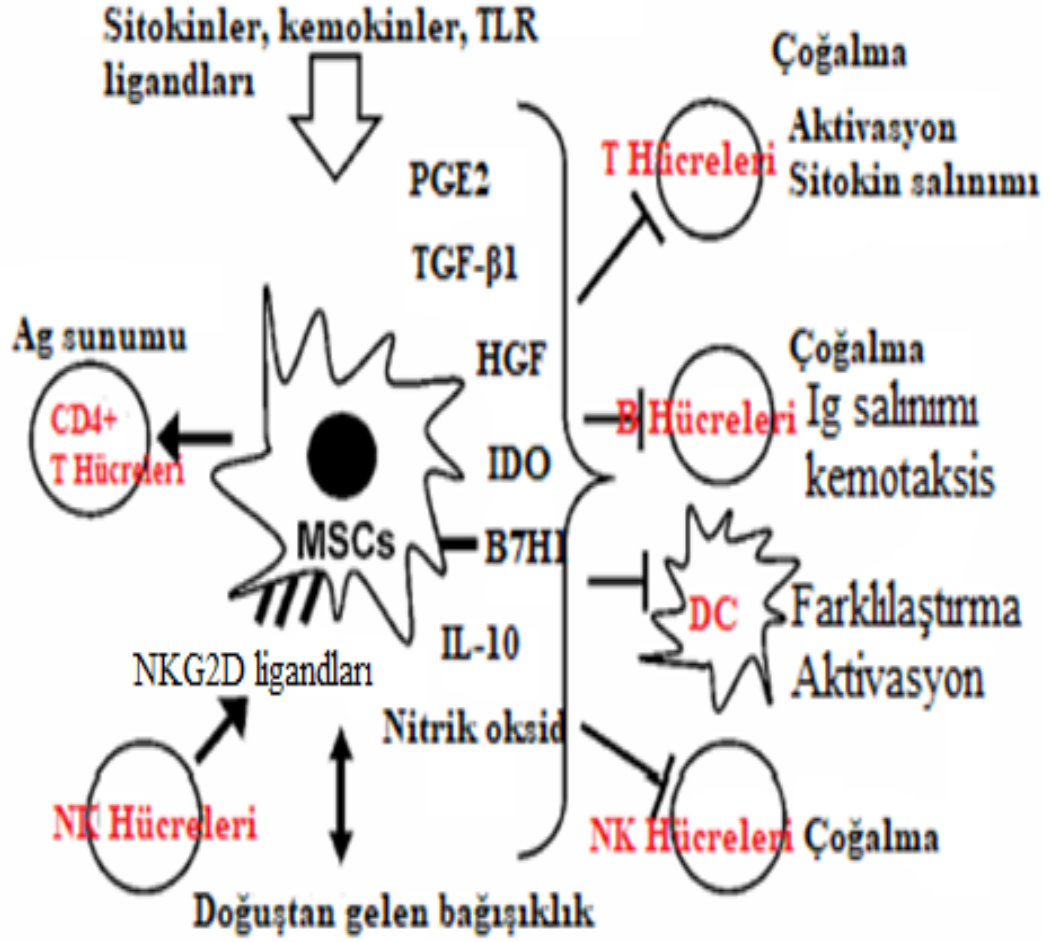 Sitokinler, kemokinler, TLR
ligandları
PGE2
TGF-β1
HGF
IDO
B7H1
IL-10
Nitrik oksid
Ag sunumu
CD4+
T Hücreleri
MSCs
NKG2D ligandları
NK Hücreleri
Doğuştan gelen bağışıklık
Çoğalma
T Hücreleri
Aktivasyon
Sitokin salınımı
Çoğalma
B Hücreleri
Ig salınımı
kemotaksis
DC
Farklılaştırma
Aktivasyon
NK Hücreleri
Çoğalma